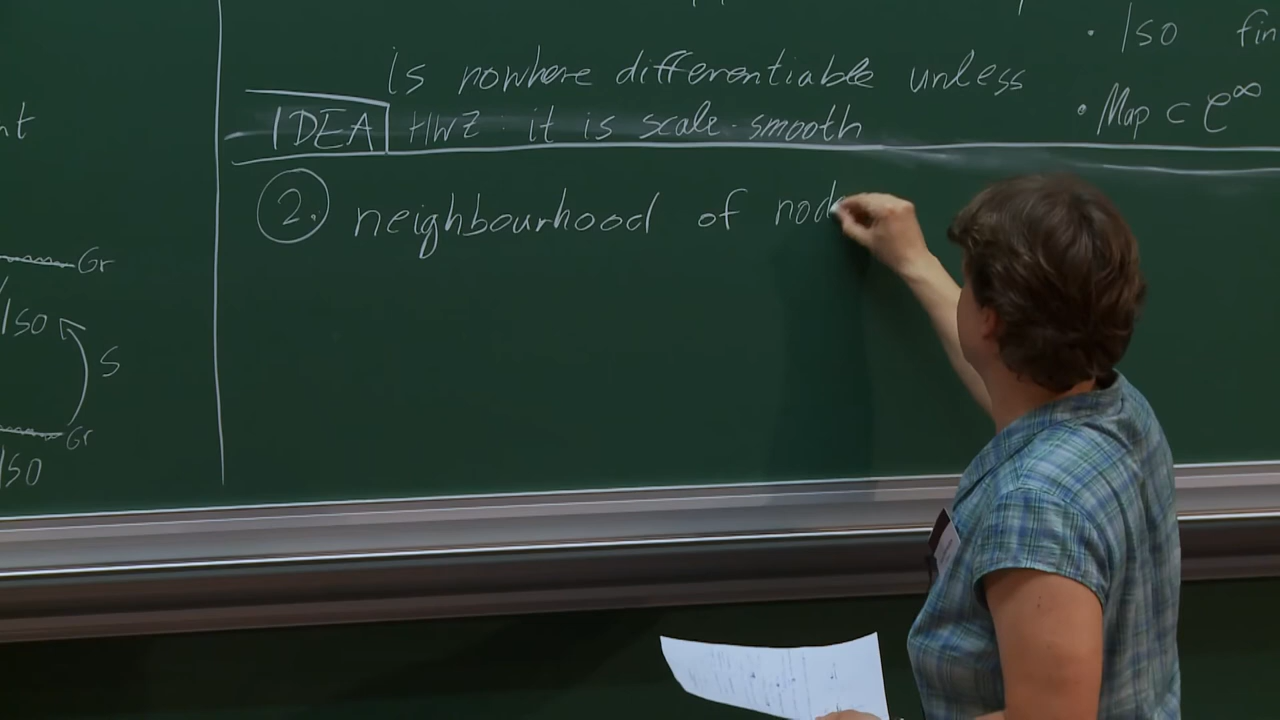 nt
Gr
/ISO
S
Gr
ISO
is nowhere differentiable unless
IDEA HWZ: it is scale-smooth
2. neighbourhood of nod
• ISO fin
• Map ⊂ C∞